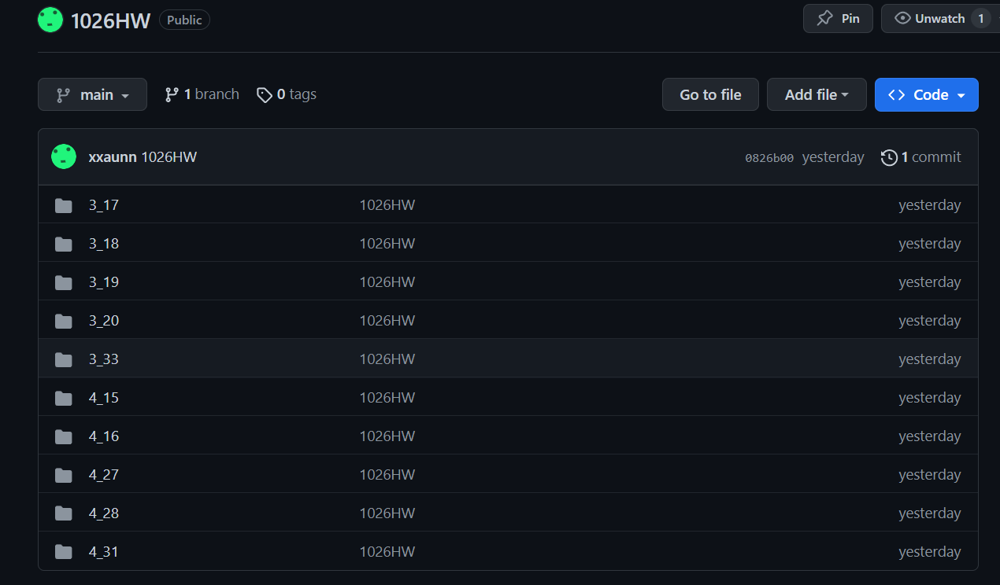 1026HW Public Pin Unwatch 1
main 1 branch 0 tags Go to file Add file Code
xxaunn 1026HW 0826b00 yesterday 1 commit
3_17 1026HW yesterday
3_18 1026HW yesterday
3_19 1026HW yesterday
3_20 1026HW yesterday
3_33 1026HW yesterday
4_15 1026HW yesterday
4_16 1026HW yesterday
4_27 1026HW yesterday
4_28 1026HW yesterday
4_31 1026HW yesterday